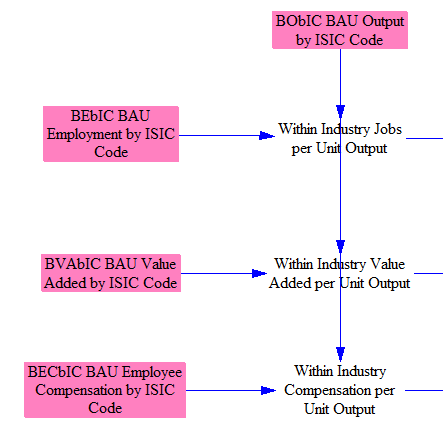 BObIC BAU Output
by ISIC Code
BEbIC BAU
Employment by ISIC
Code
Within Industry Jobs
per Unit Output
BVAbIC BAU Value
Added by ISIC Code
Within Industry Value
Added per Unit Output
BECbIC BAU Employee
Compensation by ISIC
Code
Within Industry
Compensation per
Unit Output